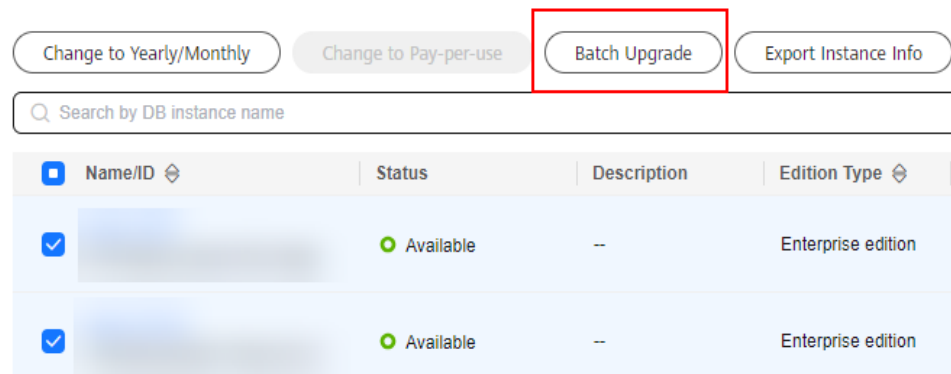 Change to Yearly/Monthly Change to Pay-per-use Batch Upgrade Export Instance Info
Search by DB instance name
Name/ID Status Description Edition Type
Available -- Enterprise edition
Available -- Enterprise edition